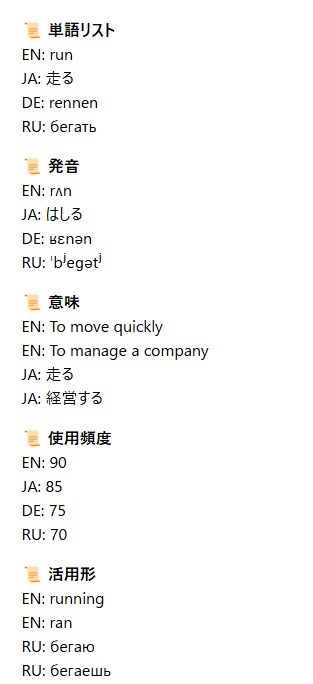 📜 単語リスト
EN: run
JA: 走る
DE: rennen
RU: бегать
📜 発音
EN: rʌn
JA: はしる
DE: ʁɛnən
RU: ˈbʲegətʲ
📜 意味
EN: To move quickly
EN: To manage a company
JA: 走る
JA: 経営する
📜 使用頻度
EN: 90
JA: 85
DE: 75
RU: 70
📜 活用形
EN: running
EN: ran
RU: бегаю
RU: бегаешь